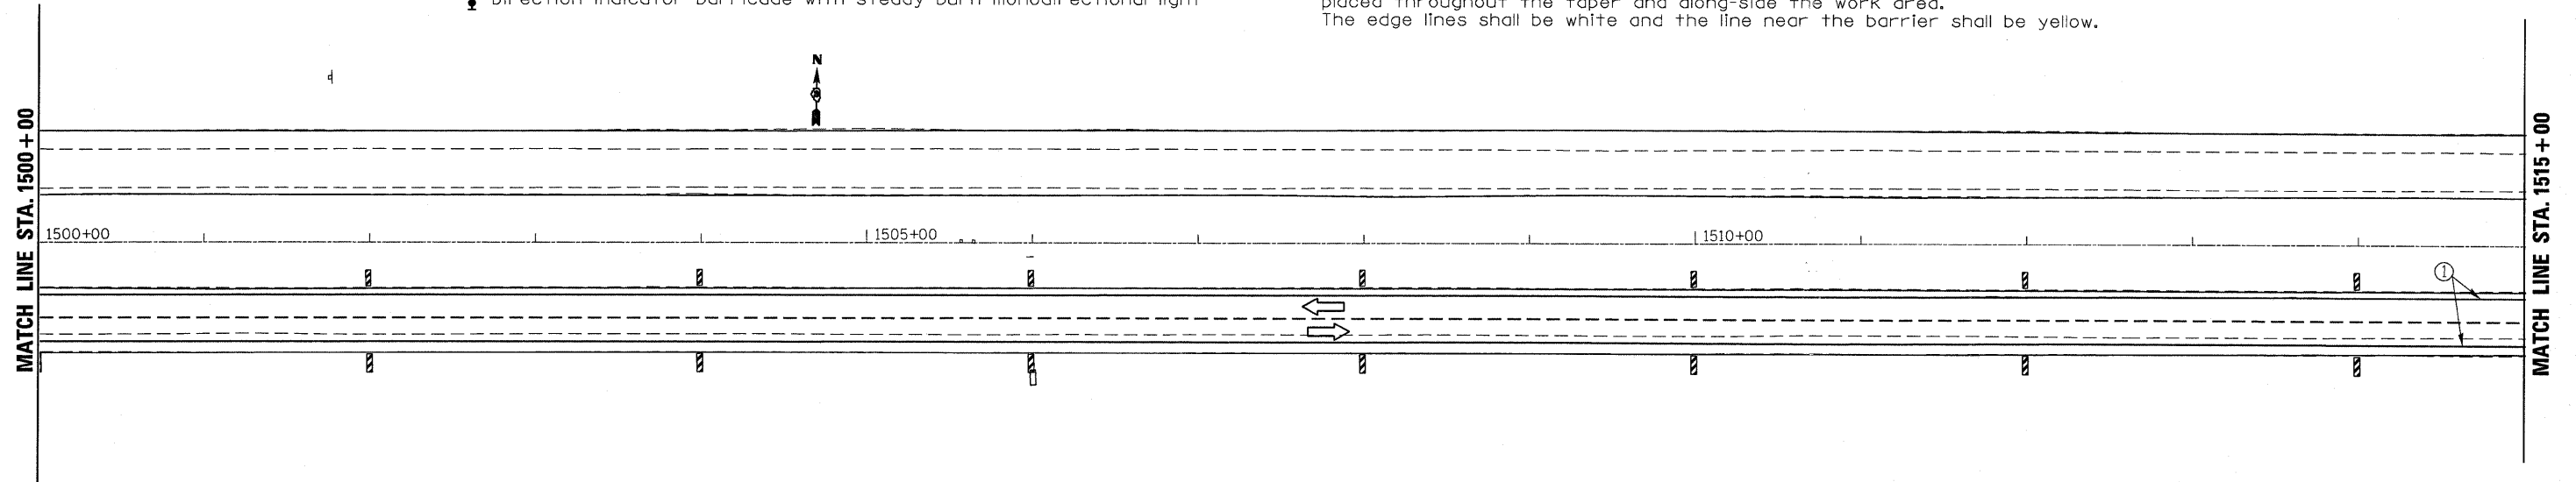 Direction Indicator Barricade with steady burn monodirectional light
placed throughout the taper and along-side the work area.
The edge lines shall be white and the line near the barrier shall be yellow.
N
MATCH LINE STA. 1500+00
MATCH LINE STA. 1515+00
1500+00
1505+00
1510+00
1